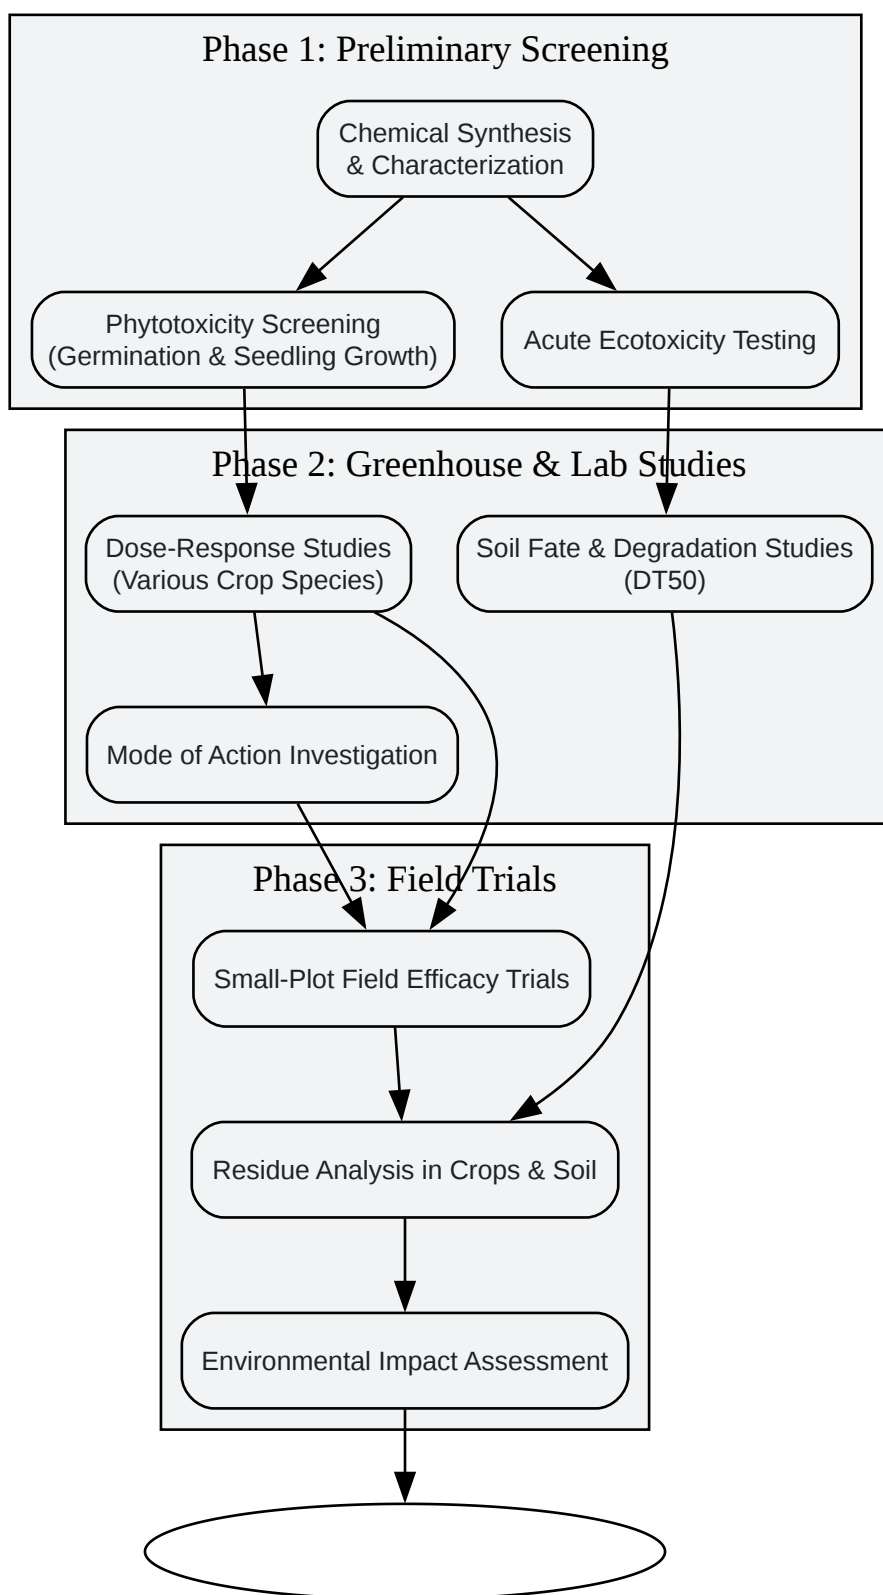 Phase 1: Preliminary Screening
Chemical Synthesis
& Characterization
Phytotoxicity Screening
(Germination & Seedling Growth)
Acute Ecotoxicity Testing
Phase 2: Greenhouse & Lab Studies
Dose-Response Studies
(Various Crop Species)
Soil Fate & Degradation Studies
(DT50)
Mode of Action Investigation
Phase 3: Field Trials
Small-Plot Field Efficacy Trials
Residue Analysis in Crops & Soil
Environmental Impact Assessment